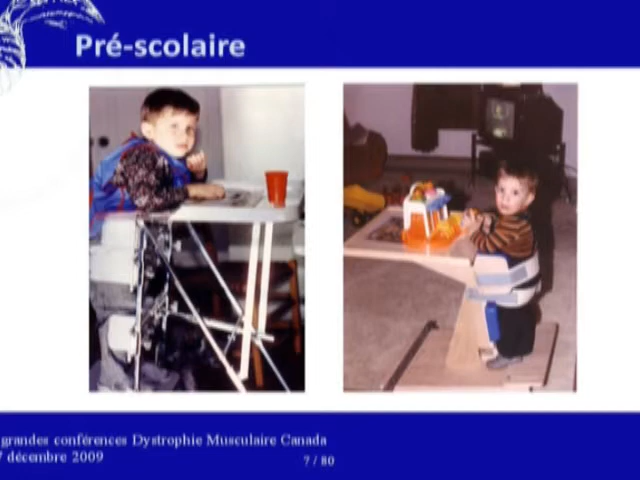 Pré-scolaire
grandes conférences Dystrophie Musculaire Canada
7 décembre 2009
7 / 80